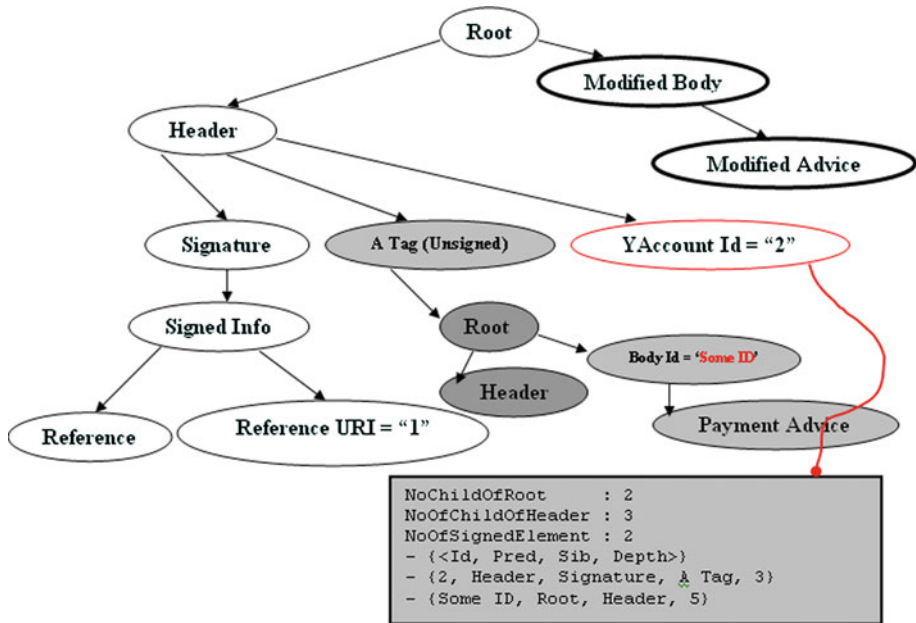 Root
Modified Body
Header
Modified Advice
Signature
A Tag (Unsigned)
YAccount Id = “2”
Signed Info
Root
Body Id = ‘Some ID’
Header
Reference
Reference URI = “1”
Payment Advice
NoChildOfRoot : 2
NoOfChildOfHeader : 3
NoOfSignedElement : 2
– {<Id, Pred, Sib, Depth>}
– {2, Header, Signature, A Tag, 3}
– {Some ID, Root, Header, 5}